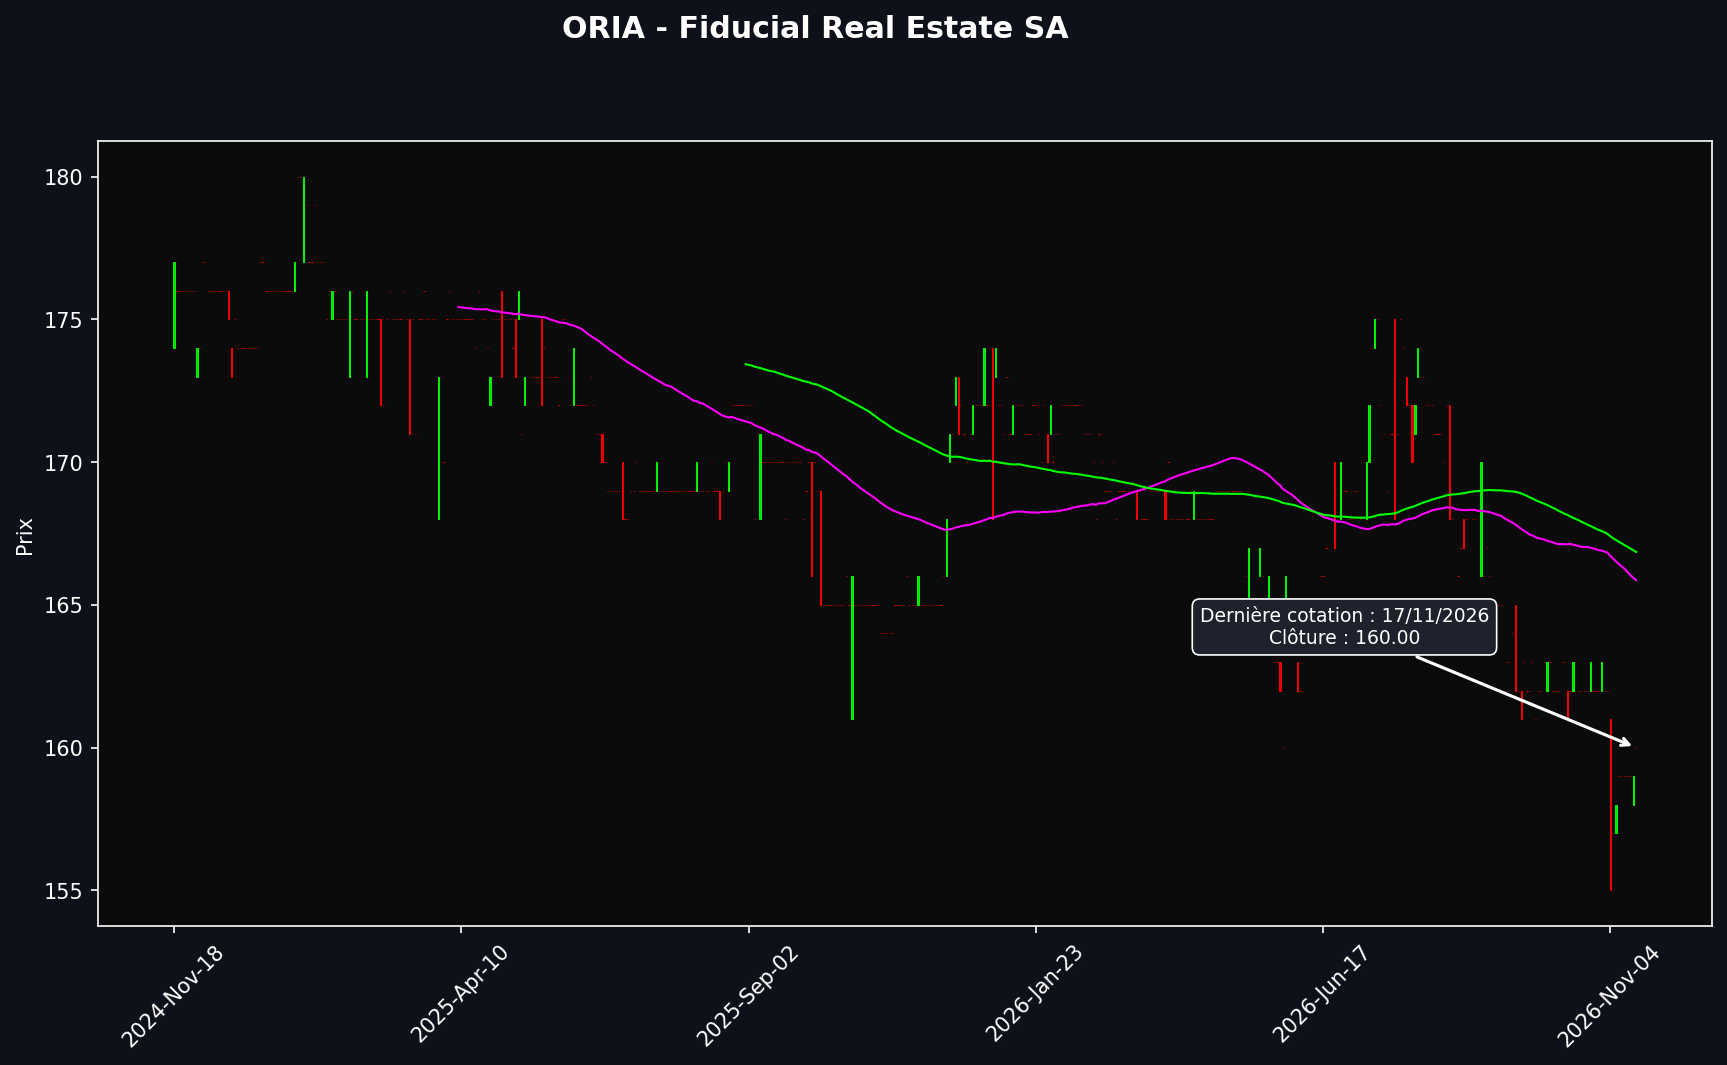 ORIA - Fiducial Real Estate SA
180
175
170
165
160
155
Prix
Dernière cotation : 17/11/2026
Clôture : 160.00
2024-Nov-18
2025-Apr-10
2025-Sep-02
2026-Jan-23
2026-Jun-17
2026-Nov-04